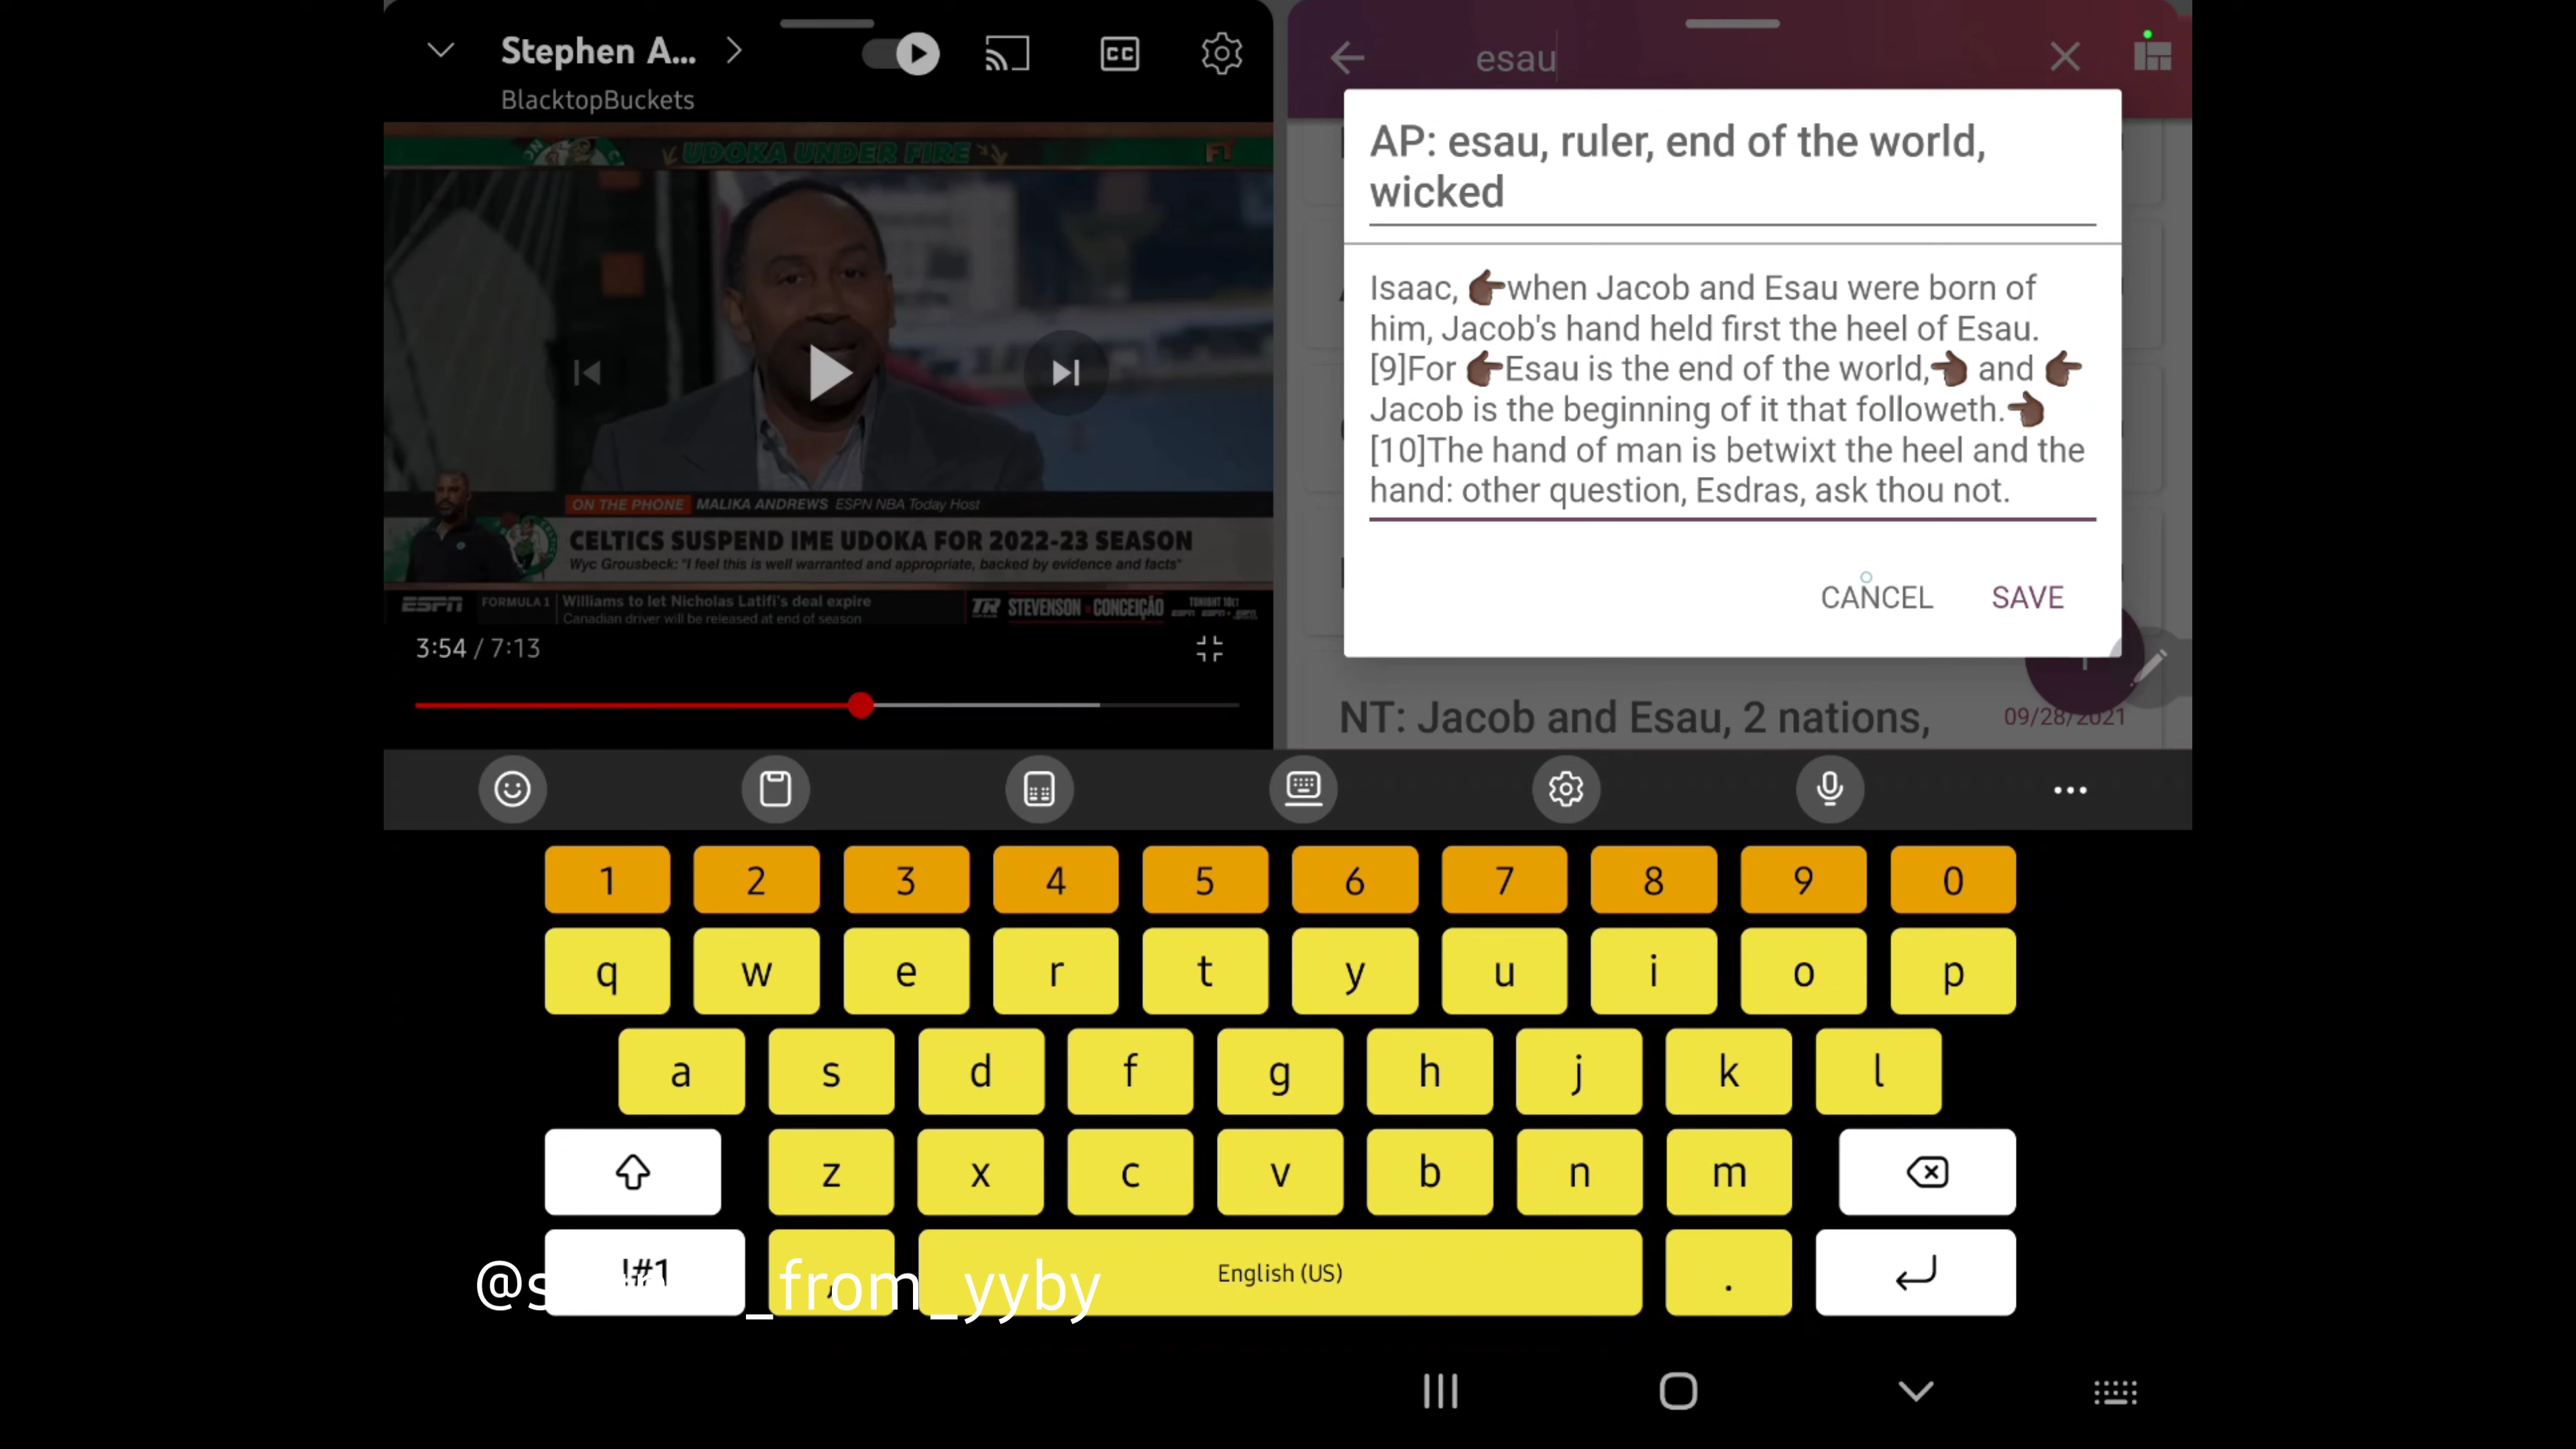 Stephen A...
BlacktopBuckets
CC
UDOKA UNDER FIRE
FT
ON THE PHONE MALIKA ANDREWS ESPN NBA Today Host
CELTICS SUSPEND IME UDOKA FOR 2022-23 SEASON
Wyc Grousbeck: "I feel this is well warranted and appropriate, backed by evidence and facts"
ESPN FORMULA 1 Williams to let Nicholas Latifi's deal expire
Canadian driver will be released at end of season
TR STEVENSON CONCEIÇÃO
3:54 / 7:13
esau
AP: esau, ruler, end of the world,
wicked
Isaac, 👉🏿when Jacob and Esau were born of
him, Jacob's hand held first the heel of Esau.
[9]For 👉🏿Esau is the end of the world,👈🏿 and 👉🏿
Jacob is the beginning of it that followeth.👈🏿
[10]The hand of man is betwixt the heel and the
hand: other question, Esdras, ask thou not.
CANCEL SAVE
NT: Jacob and Esau, 2 nations,
09/28/2021
1 2 3 4 5 6 7 8 9 0
q w e r t y u i o p
a s d f g h j k l
z x c v b n m
!#1 , English (US) .
_from_yyby